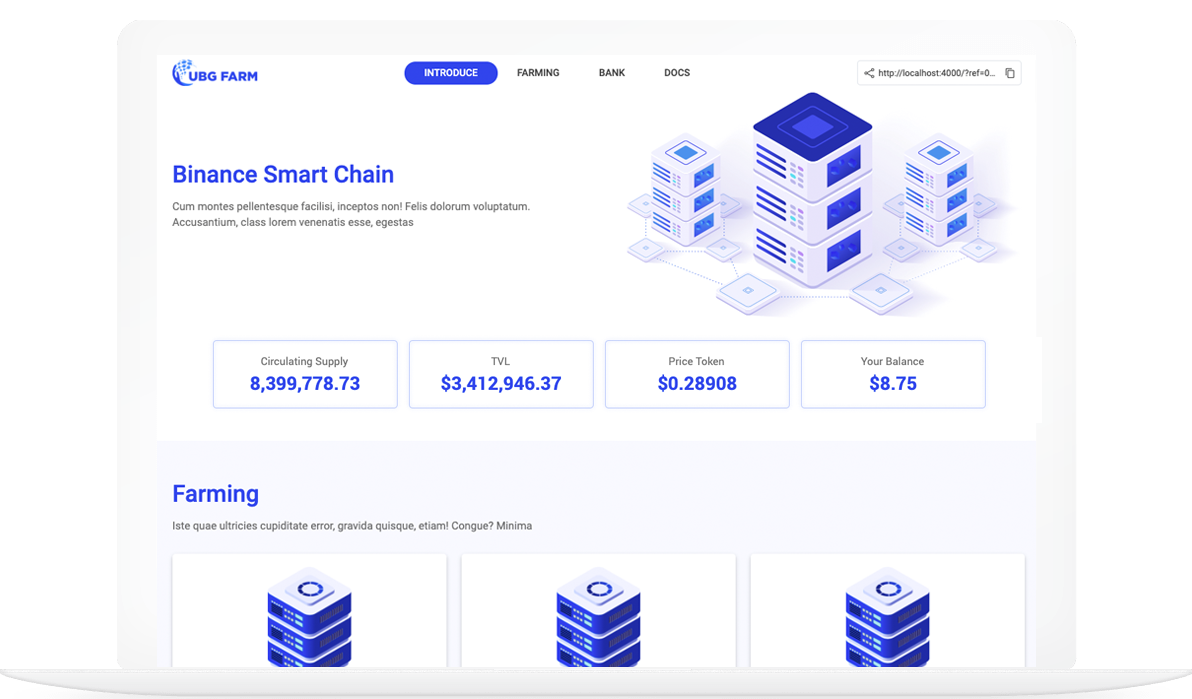 UBG FARM
INTRODUCE
FARMING
BANK
DOCS
http://localhost:4000/?ref=0...
Binance Smart Chain
Cum montes pellentesque facilisi, inceptos non! Felis dolorum voluptatum.
Accusantium, class lorem venenatis esse, egestas
Circulating Supply
8,399,778.73
TVL
$3,412,946.37
Price Token
$0.28908
Your Balance
$8.75
Farming
Iste quae ultricies cupiditate error, gravida quisque, etiam! Congue? Minima